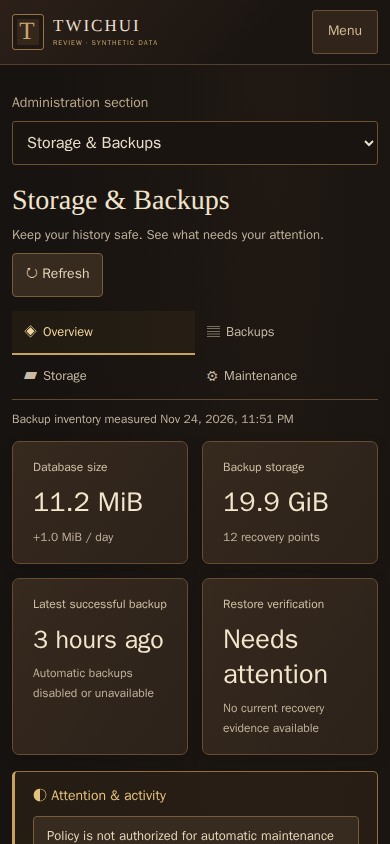 T TWICHUI
REVIEW · SYNTHETIC DATA
Menu
Administration section
Storage & Backups
Storage & Backups
Keep your history safe. See what needs your attention.
↻ Refresh
◈ Overview
▤ Backups
▰ Storage
⚙ Maintenance
Backup inventory measured Nov 24, 2026, 11:51 PM
Database size
11.2 MiB
+1.0 MiB / day
Backup storage
19.9 GiB
12 recovery points
Latest successful backup
3 hours ago
Automatic backups
disabled or unavailable
Restore verification
Needs
attention
No current recovery
evidence available
◐ Attention & activity
Policy is not authorized for automatic maintenance